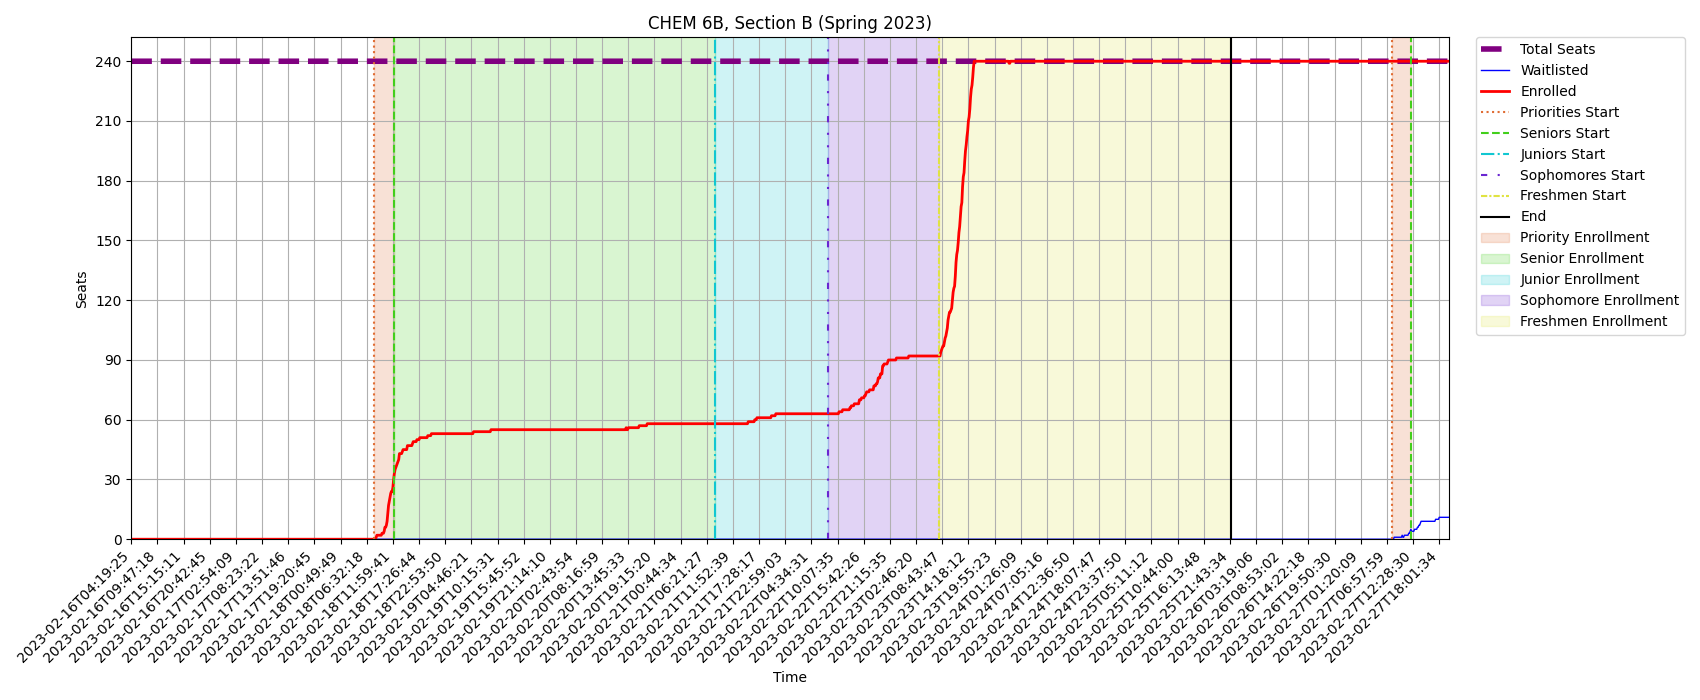 CHEM 6B, Section B (Spring 2023)
Seats
240
210
180
150
120
90
60
30
0
2023-02-16T04:19:25
2023-02-16T09:47:18
2023-02-16T15:15:11
2023-02-16T20:42:45
2023-02-17T02:54:09
2023-02-17T08:23:22
2023-02-17T13:51:46
2023-02-17T19:20:45
2023-02-18T00:49:49
2023-02-18T06:32:18
2023-02-18T11:59:41
2023-02-18T17:26:44
2023-02-18T22:53:50
2023-02-19T04:46:21
2023-02-19T10:15:31
2023-02-19T15:45:52
2023-02-19T21:14:10
2023-02-20T02:43:54
2023-02-20T08:16:59
2023-02-20T13:45:33
2023-02-20T19:15:20
2023-02-21T00:44:34
2023-02-21T06:21:27
2023-02-21T11:52:39
2023-02-21T17:28:17
2023-02-21T22:59:03
2023-02-22T04:34:31
2023-02-22T10:07:35
2023-02-22T15:42:26
2023-02-22T21:15:35
2023-02-23T02:46:20
2023-02-23T08:43:47
2023-02-23T14:18:12
2023-02-23T19:55:23
2023-02-24T01:26:09
2023-02-24T07:05:16
2023-02-24T12:36:50
2023-02-24T18:07:47
2023-02-24T23:37:50
2023-02-25T05:11:12
2023-02-25T10:44:00
2023-02-25T16:13:48
2023-02-25T21:43:34
2023-02-26T03:19:06
2023-02-26T08:53:02
2023-02-26T14:22:18
2023-02-26T19:50:30
2023-02-27T01:20:09
2023-02-27T06:57:59
2023-02-27T12:28:30
2023-02-27T18:01:34
Time
Total Seats
Waitlisted
Enrolled
Priorities Start
Seniors Start
Juniors Start
Sophomores Start
Freshmen Start
End
Priority Enrollment
Senior Enrollment
Junior Enrollment
Sophomore Enrollment
Freshmen Enrollment